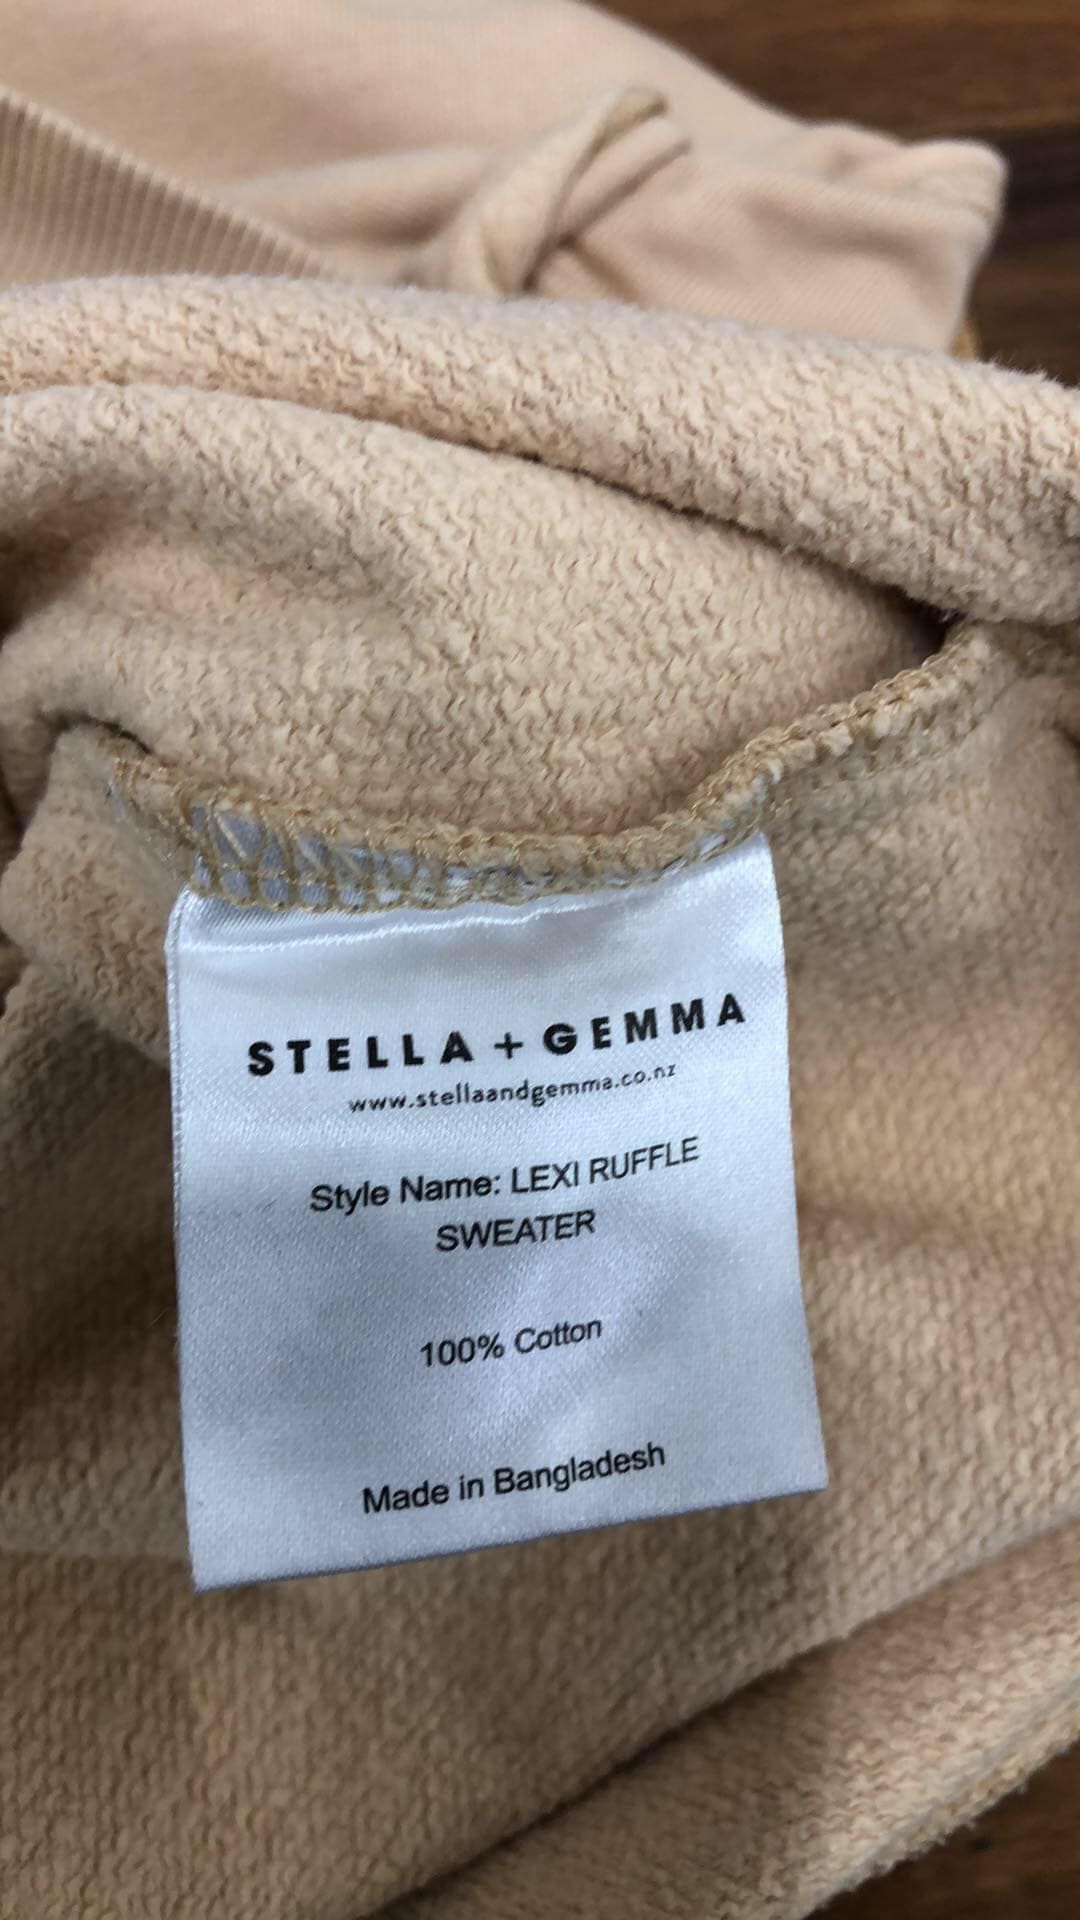 STELLA + GEMMA
www.stellaandgemma.co.nz
Style Name: LEXI RUFFLE
SWEATER
100% Cotton
Made in Bangladesh